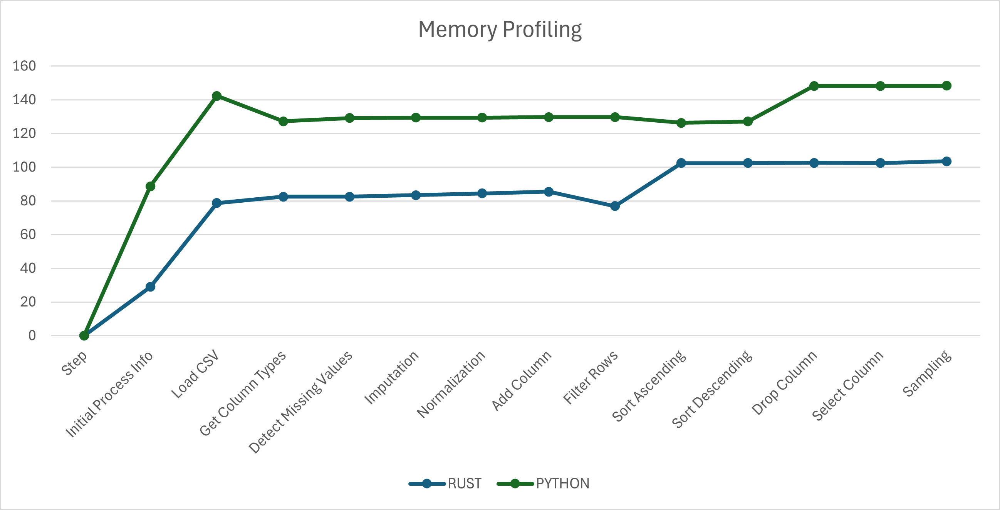 Memory Profiling
160
140
120
100
80
60
40
20
0
Step
Initial Process Info
Load CSV
Get Column Types
Detect Missing Values
Imputation
Normalization
Add Column
Filter Rows
Sort Ascending
Sort Descending
Drop Column
Select Column
Sampling
RUST
PYTHON